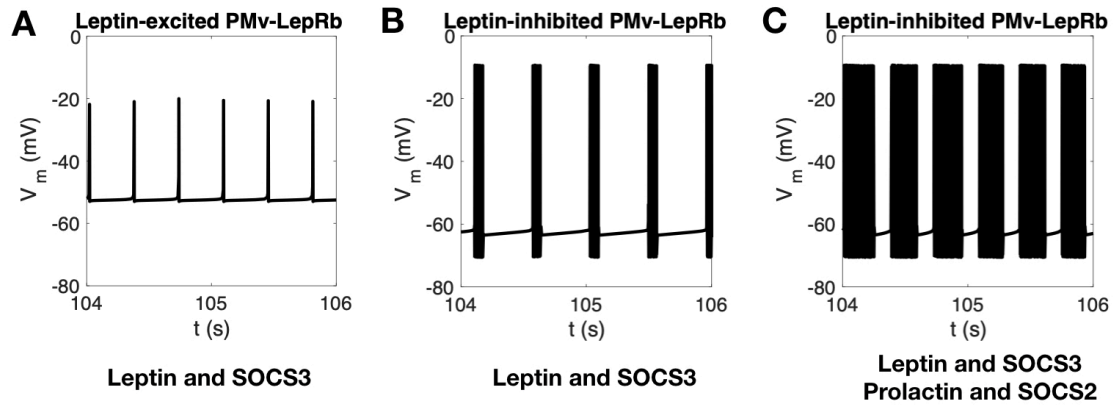 A
Leptin-excited PMv-LepRb
0
-20
-40
-60
-80
V_m (mV)
104
105
106
t (s)
Leptin and SOCS3
B
Leptin-inhibited PMv-LepRb
0
-20
-40
-60
-80
V_m (mV)
104
105
106
t (s)
Leptin and SOCS3
C
Leptin-inhibited PMv-LepRb
0
-20
-40
-60
-80
V_m (mV)
104
105
106
t (s)
Leptin and SOCS3
Prolactin and SOCS2